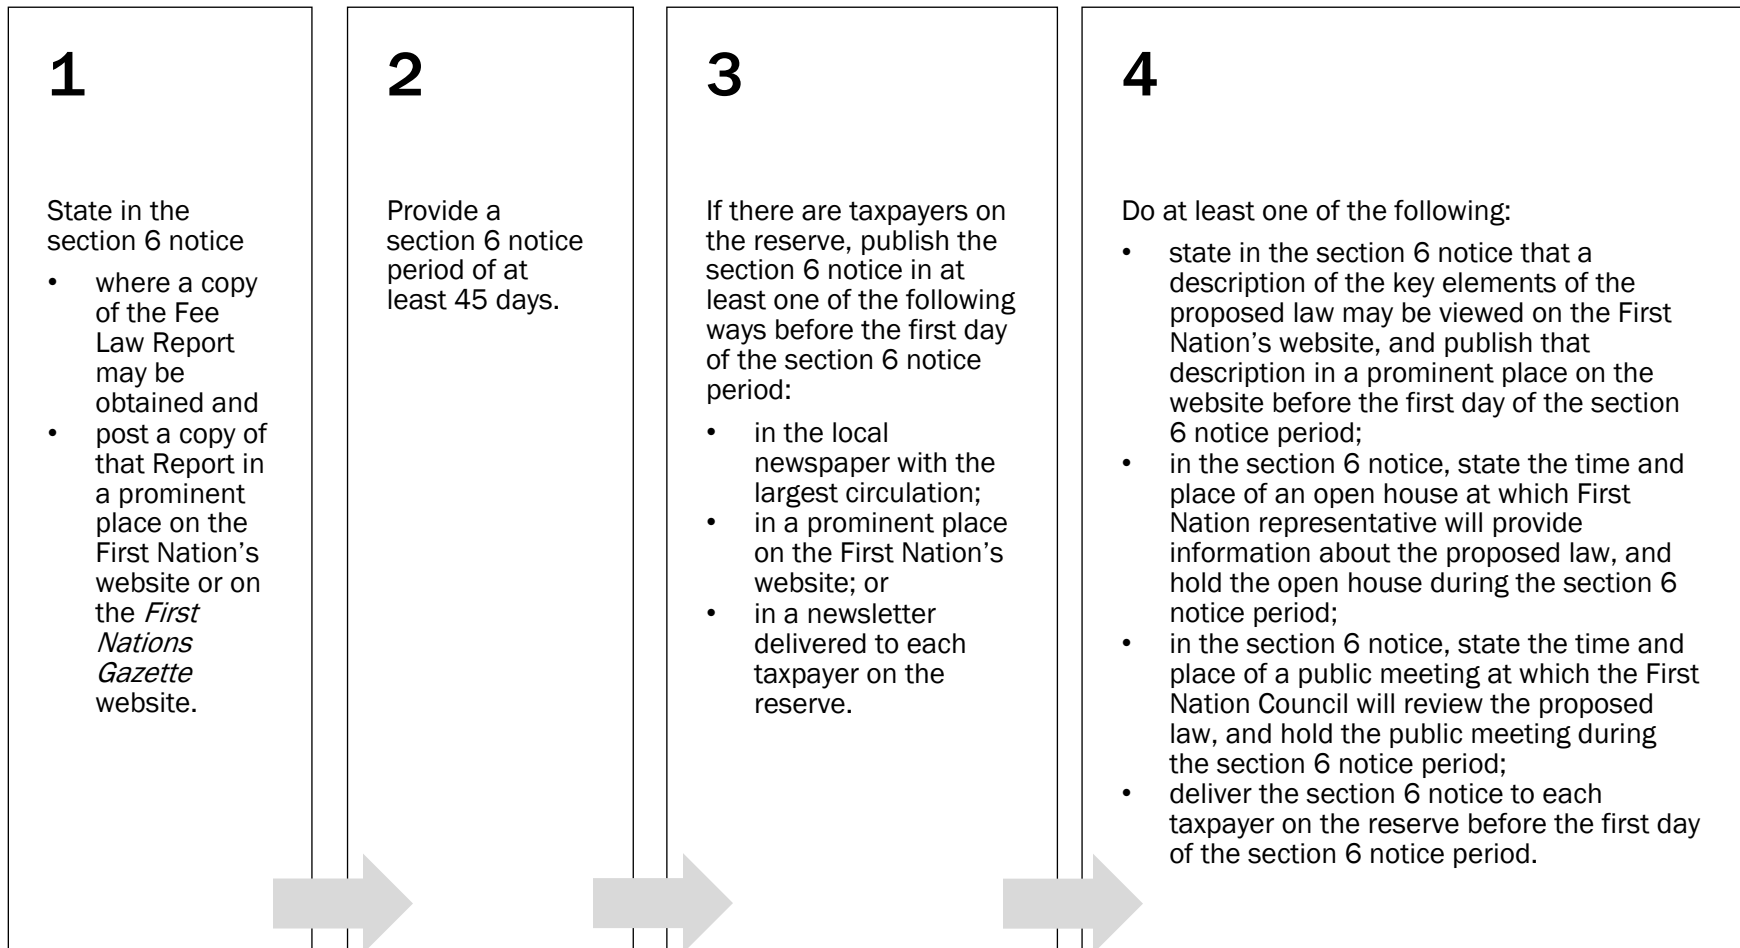 1
State in the
section 6 notice
• where a copy
of the Fee
Law Report
may be
obtained and
• post a copy of
that Report in
a prominent
place on the
First Nation’s
website or on
the First
Nations
Gazette
website.
2
Provide a
section 6 notice
period of at
least 45 days.
3
If there are taxpayers on
the reserve, publish the
section 6 notice in at
least one of the following
ways before the first day
of the section 6 notice
period:
• in the local
newspaper with the
largest circulation;
• in a prominent place
on the First Nation’s
website; or
• in a newsletter
delivered to each
taxpayer on the
reserve.
4
Do at least one of the following:
• state in the section 6 notice that a
description of the key elements of the
proposed law may be viewed on the First
Nation’s website, and publish that
description in a prominent place on the
website before the first day of the section
6 notice period;
• in the section 6 notice, state the time and
place of an open house at which First
Nation representative will provide
information about the proposed law, and
hold the open house during the section 6
notice period;
• in the section 6 notice, state the time and
place of a public meeting at which the First
Nation Council will review the proposed
law, and hold the public meeting during
the section 6 notice period;
• deliver the section 6 notice to each
taxpayer on the reserve before the first day
of the section 6 notice period.